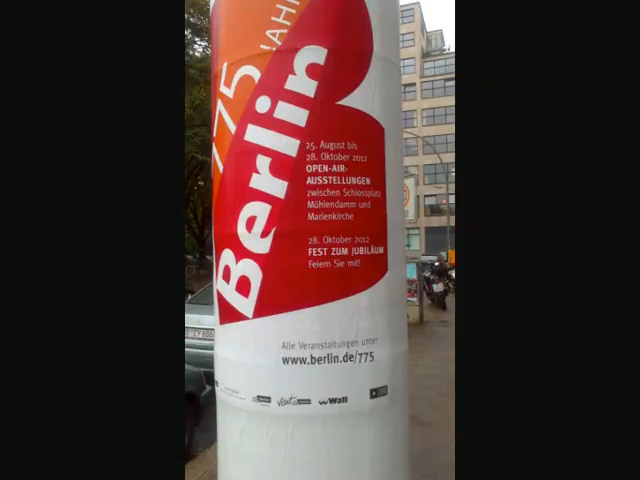 775 JAHRE
Berlin
25. August bis
28. Oktober 2012
OPEN-AIR-
AUSSTELLUNGEN
zwischen Schlossplatz
Mühlendamm und
Marienkirche
28. Oktober 2012
FEST ZUM JUBILÄUM
Feiern Sie mit!
Alle Veranstaltungen unter
www.berlin.de/775
visit
Wall